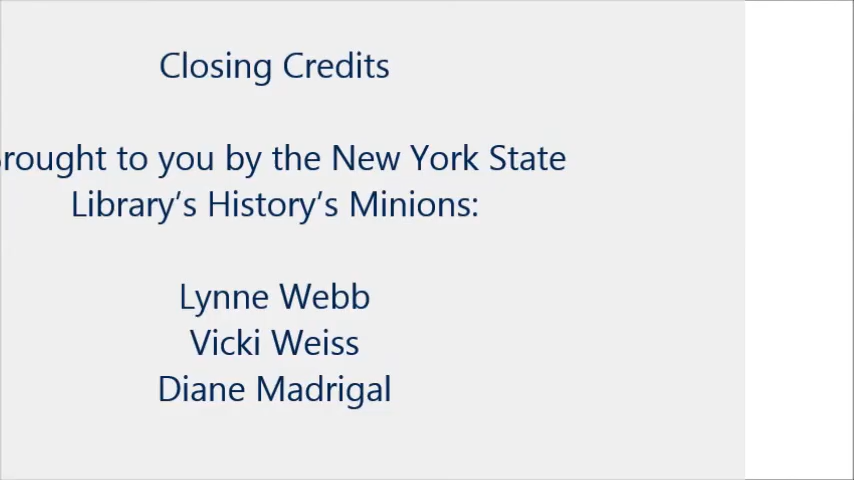 Closing Credits
rought to you by the New York State
Library's History's Minions:
Lynne Webb
Vicki Weiss
Diane Madrigal